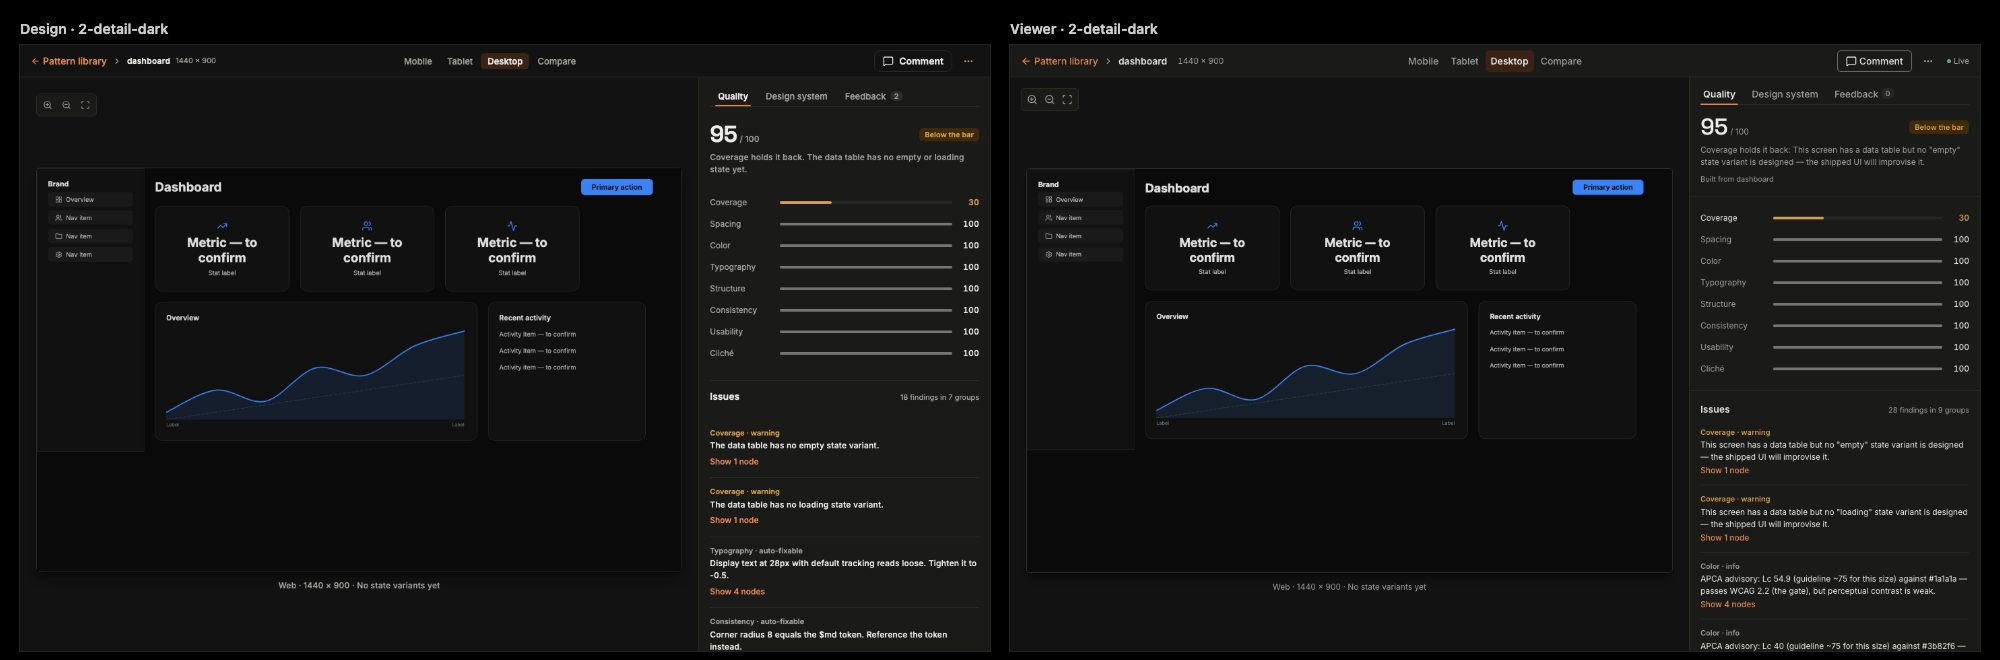 Design · 2-detail-dark
← Pattern library > dashboard 1440 × 900
Mobile Tablet Desktop Compare
Comment ···
Quality Design system Feedback 2
95 / 100 Below the bar
Coverage holds it back. The data table has no empty or loading
state yet.
Coverage 30
Spacing 100
Color 100
Typography 100
Structure 100
Consistency 100
Usability 100
Cliché 100
Issues 18 findings in 7 groups
Coverage · warning
The data table has no empty state variant.
Show 1 node
Coverage · warning
The data table has no loading state variant.
Show 1 node
Typography · auto-fixable
Display text at 28px with default tracking reads loose. Tighten it to
-0.5.
Show 4 nodes
Consistency · auto-fixable
Corner radius 8 equals the $md token. Reference the token
instead.
Brand
Overview
Nav item
Nav item
Nav item
Dashboard
Primary action
Metric — to
confirm
Stat label
Metric — to
confirm
Stat label
Metric — to
confirm
Stat label
Overview
Label Label
Recent activity
Activity item — to confirm
Activity item — to confirm
Activity item — to confirm
Web · 1440 × 900 · No state variants yet
Viewer · 2-detail-dark
← Pattern library > dashboard 1440 × 900
Mobile Tablet Desktop Compare
Comment ··· Live
Quality Design system Feedback 0
95 / 100 Below the bar
Coverage holds it back: This screen has a data table but no "empty"
state variant is designed — the shipped UI will improvise it.
Built from dashboard
Coverage 30
Spacing 100
Color 100
Typography 100
Structure 100
Consistency 100
Usability 100
Cliché 100
Issues 28 findings in 9 groups
Coverage · warning
This screen has a data table but no "empty" state variant is designed
— the shipped UI will improvise it.
Show 1 node
Coverage · warning
This screen has a data table but no "loading" state variant is designed
— the shipped UI will improvise it.
Show 1 node
Color · info
APCA advisory: Lc 54.9 (guideline ~75 for this size) against #1a1a1a —
passes WCAG 2.2 (the gate), but perceptual contrast is weak.
Show 4 nodes
Color · info
APCA advisory: Lc 40 (guideline ~75 for this size) against #3b82f6 —
Brand
Overview
Nav item
Nav item
Nav item
Dashboard
Primary action
Metric — to
confirm
Stat label
Metric — to
confirm
Stat label
Metric — to
confirm
Stat label
Overview
Label Label
Recent activity
Activity item — to confirm
Activity item — to confirm
Activity item — to confirm
Web · 1440 × 900 · No state variants yet